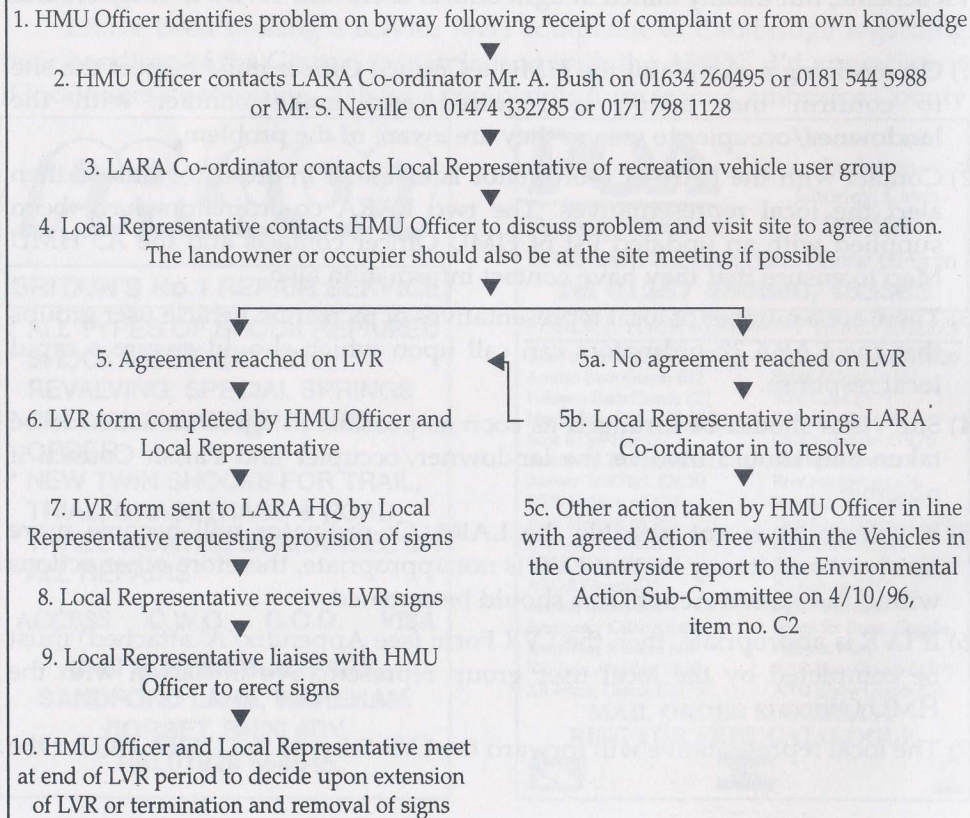 1. HMU Officer identifies problem on byway following receipt of complaint or from own knowledge
2. HMU Officer contacts LARA Co-ordinator Mr. A. Bush on 01634 260495 or 0181 544 5988
or Mr. S. Neville on 01474 332785 or 0171 798 1128
3. LARA Co-ordinator contacts Local Representative of recreation vehicle user group
4. Local Representative contacts HMU Officer to discuss problem and visit site to agree action.
The landowner or occupier should also be at the site meeting if possible
5. Agreement reached on LVR
6. LVR form completed by HMU Officer and
Local Representative
7. LVR form sent to LARA HQ by Local
Representative requesting provision of signs
8. Local Representative receives LVR signs
9. Local Representative liaises with HMU
Officer to erect signs
10. HMU Officer and Local Representative meet
at end of LVR period to decide upon extension
of LVR or termination and removal of signs
5a. No agreement reached on LVR
5b. Local Representative brings LARA;
Co-ordinator in to resolve
5c. Other action taken by HMU Officer in line
with agreed Action Tree within the Vehicles in
the Countryside report to the Environmental
Action Sub-Committee on 4/10/96,
item no. C2